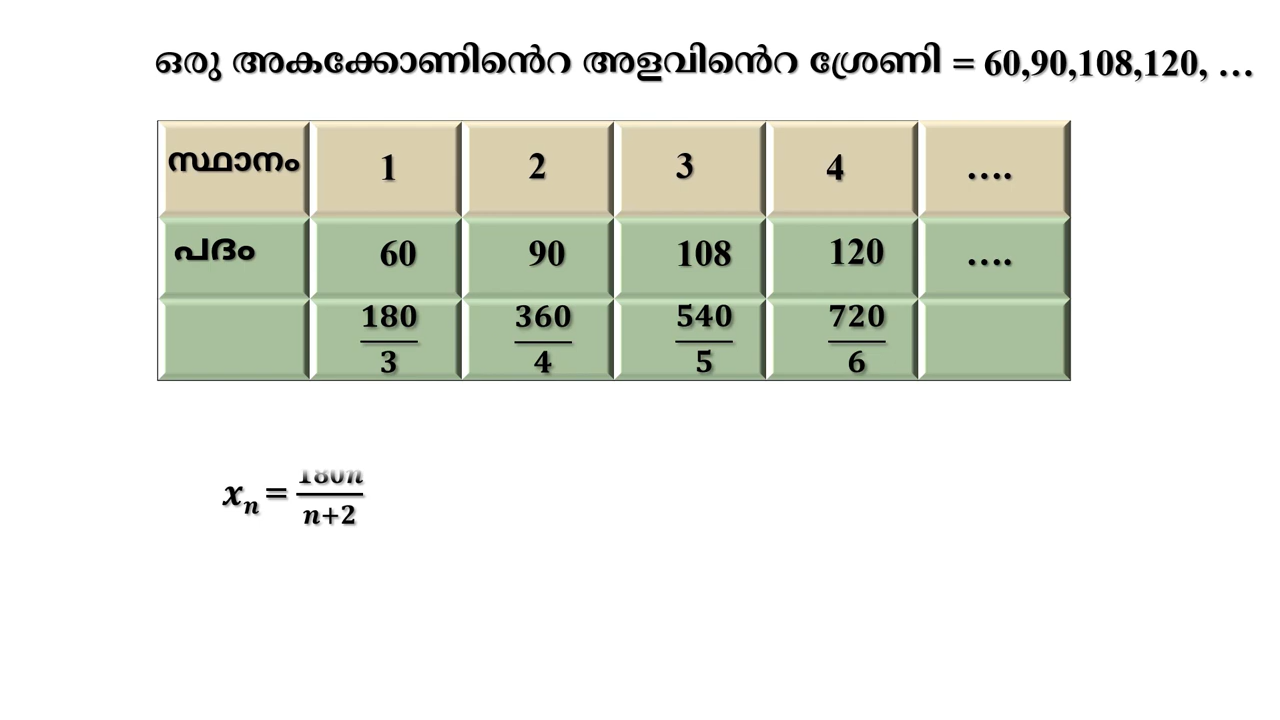 ഒരു അകക്കോണിൻെറ അളവിൻെറ ശ്രേണി = 60,90,108,120, …
സ്ഥാനം 1 2 3 4 ….
പദം 60 90 108 120 ….
180/3 360/4 540/5 720/6
xₙ = 180n/n+2